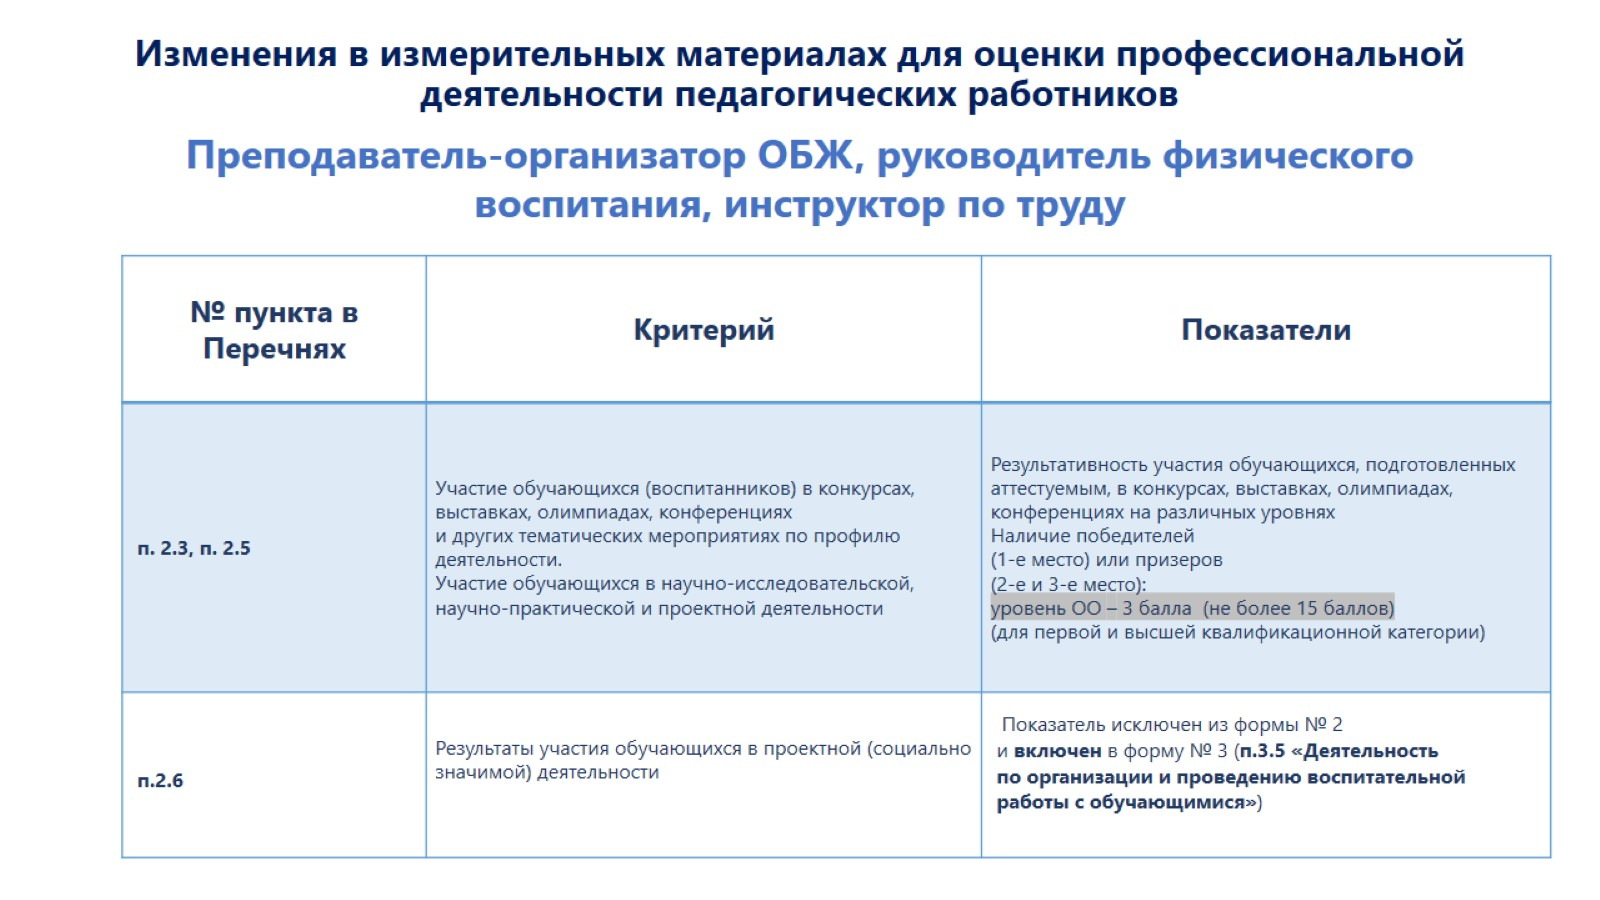 Изменения в измерительных материалах для оценки профессиональной
деятельности педагогических работников
Преподаватель-организатор ОБЖ, руководитель физического
воспитания, инструктор по труду
№ пункта в
Перечнях
Критерий
Показатели
п. 2.3, п. 2.5
Участие обучающихся (воспитанников) в конкурсах,
выставках, олимпиадах, конференциях
и других тематических мероприятиях по профилю
деятельности.
Участие обучающихся в научно-исследовательской,
научно-практической и проектной деятельности
Результативность участия обучающихся, подготовленных
аттестуемым, в конкурсах, выставках, олимпиадах,
конференциях на различных уровнях
Наличие победителей
(1-е место) или призеров
(2-е и 3-е место):
уровень ОО – 3 балла (не более 15 баллов)
(для первой и высшей квалификационной категории)
п.2.6
Результаты участия обучающихся в проектной (социально
значимой) деятельности
Показатель исключен из формы № 2
и включен в форму № 3 (п.3.5 «Деятельность
по организации и проведению воспитательной
работы с обучающимися»)